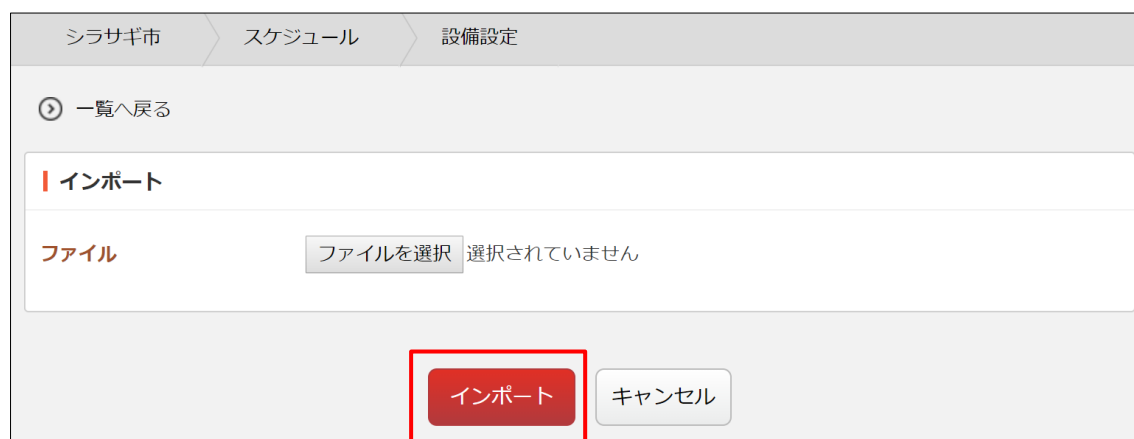 シラサギ市 スケジュール 設備設定
一覧へ戻る
インポート
ファイル ファイルを選択 選択されていません
インポート キャンセル